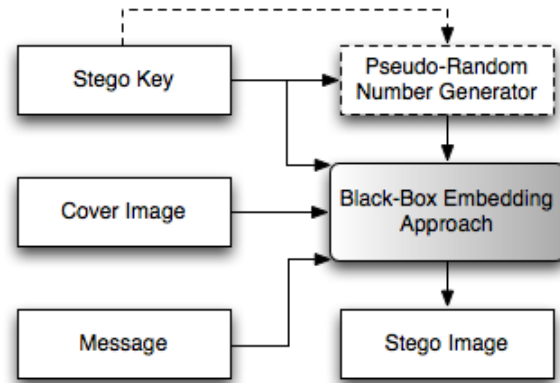 Stego Key
Pseudo-Random
Number Generator
Cover Image
Black-Box Embedding
Approach
Message
Stego Image